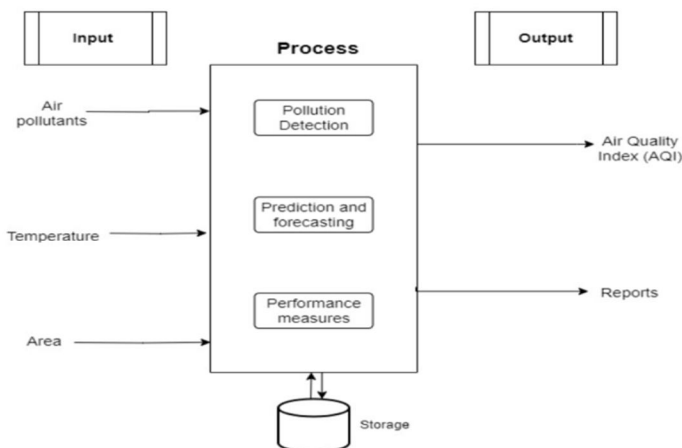 Input
Process
Output
Air
pollutants
Pollution
Detection
Air Quality
Index (AQI)
Temperature
Prediction and
forecasting
Performance
measures
Reports
Area
Storage